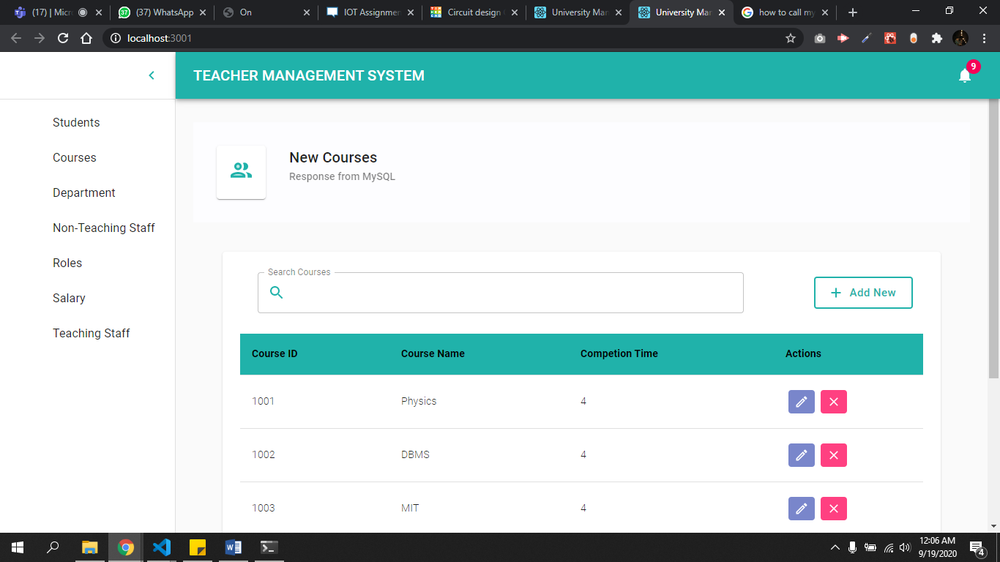 (17) | Micr
(37) WhatsApp
On
IOT Assignmen
Circuit design
University Man
University Man
how to call my
localhost:3001
TEACHER MANAGEMENT SYSTEM
9
Students
Courses
Department
Non-Teaching Staff
Roles
Salary
Teaching Staff
New Courses
Response from MySQL
Search Courses
Add New
Course ID Course Name Competion Time Actions
1001 Physics 4
1002 DBMS 4
1003 MIT 4
12:06 AM
9/19/2020
4